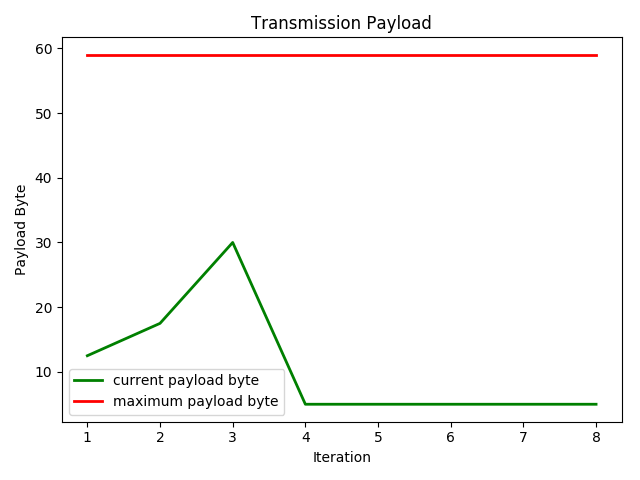 Transmission Payload
60
50
40
30
20
10
Payload Byte
current payload byte
maximum payload byte
1 2 3 4 5 6 7 8
Iteration